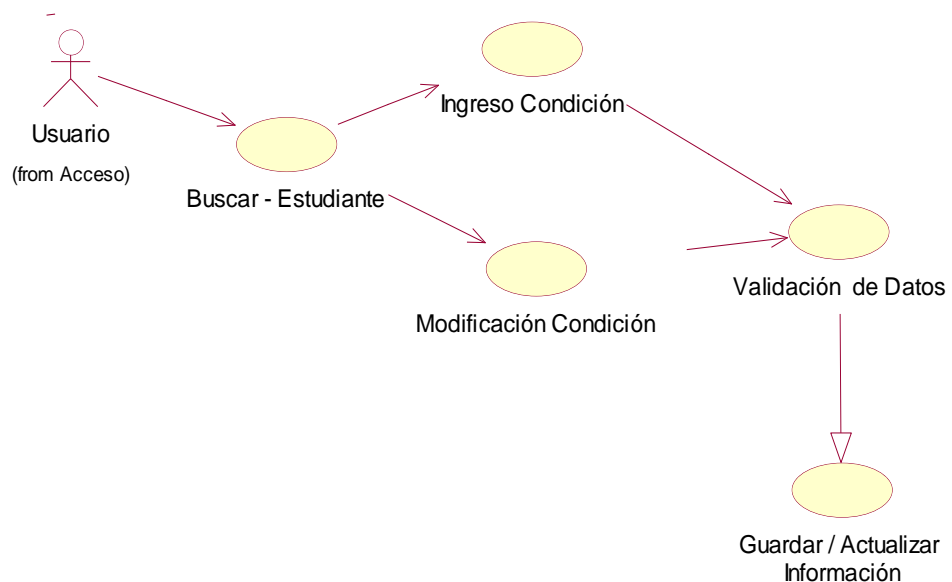 Usuario
(from Acceso)
Buscar - Estudiante
Ingreso Condición
Modificación Condición
Validación de Datos
Guardar / Actualizar
Información